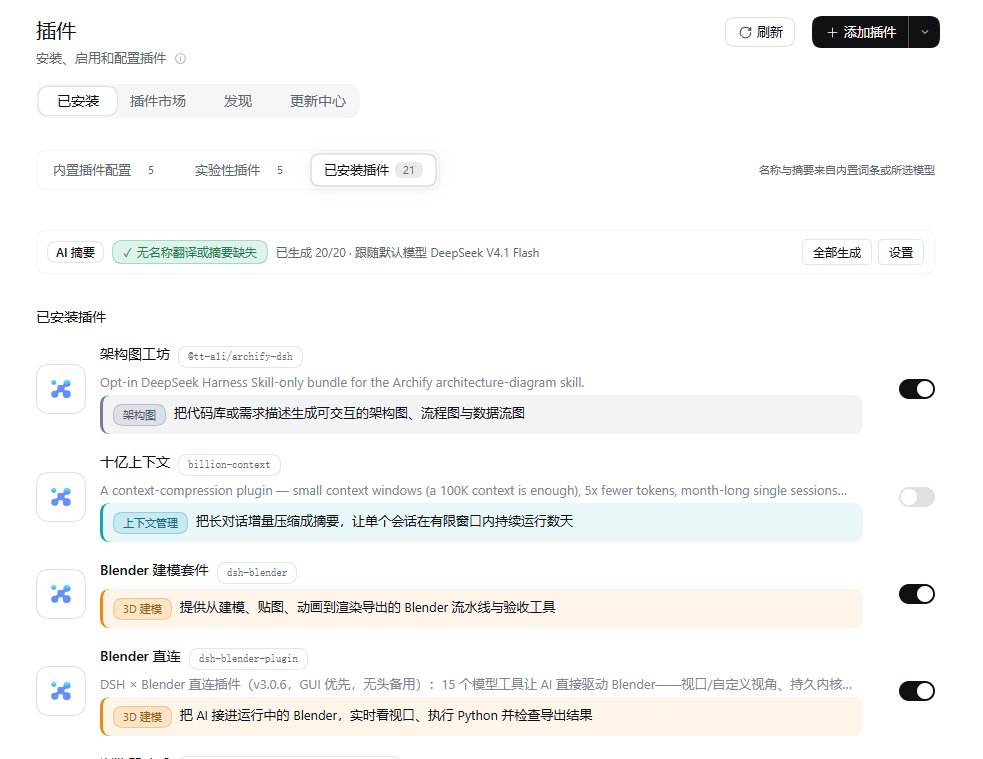 插件
安装、启用和配置插件
刷新
添加插件
已安装 插件市场 发现 更新中心
内置插件配置 5 实验性插件 5 已安装插件 21
名称与摘要来自内置词条或所选模型
AI 摘要 ✓ 无名称翻译或摘要缺失 已生成 20/20 · 跟随默认模型 DeepSeek V4.1 Flash
全部生成 设置
已安装插件
架构图工坊 @tt-a1i/archify-dsh
Opt-in DeepSeek Harness Skill-only bundle for the Archify architecture-diagram skill.
架构图 把代码库或需求描述生成可交互的架构图、流程图与数据流图
十亿上下文 billion-context
A context-compression plugin — small context windows (a 100K context is enough), 5x fewer tokens, month-long single sessions...
上下文管理 把长对话增量压缩成摘要，让单个会话在有限窗口内持续运行数天
Blender 建模套件 dsh-blender
3D 建模 提供从建模、贴图、动画到渲染导出的 Blender 流水线与验收工具
Blender 直连 dsh-blender-plugin
DSH × Blender 直连插件（v3.0.6，GUI 优先，无头备用）：15 个模型工具让 AI 直接驱动 Blender——视口/自定义视角、持久内核...
3D 建模 把 AI 接进运行中的 Blender，实时看视口、执行 Python 并检查导出结果